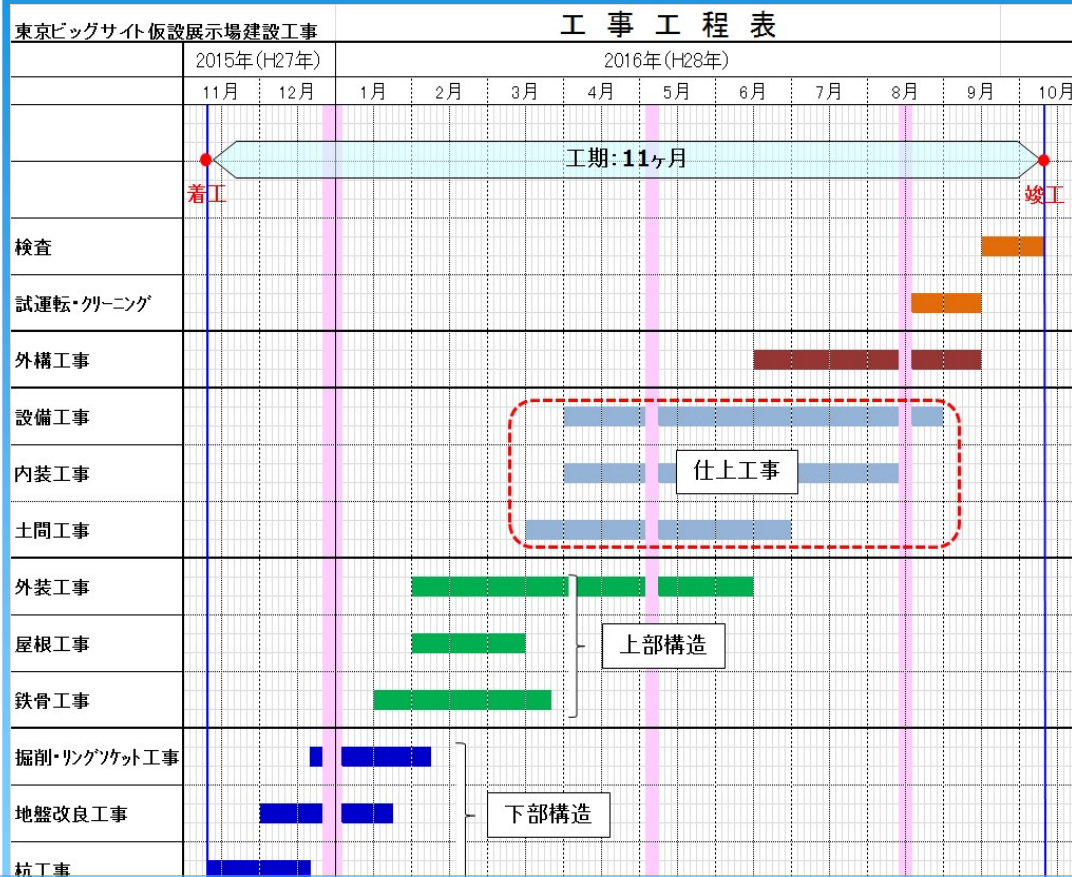 東京ビッグサイト仮設展示場建設工事
工事工程表
2015年(H27年)
2016年(H28年)
11月 12月 1月 2月 3月 4月 5月 6月 7月 8月 9月 10月
工期:11ヶ月
着工
竣工
検査
試運転・クリーニング
外構工事
設備工事
内装工事
仕上工事
土間工事
外装工事
屋根工事
上部構造
鉄骨工事
掘削・リングソケット工事
地盤改良工事
下部構造
杭工事